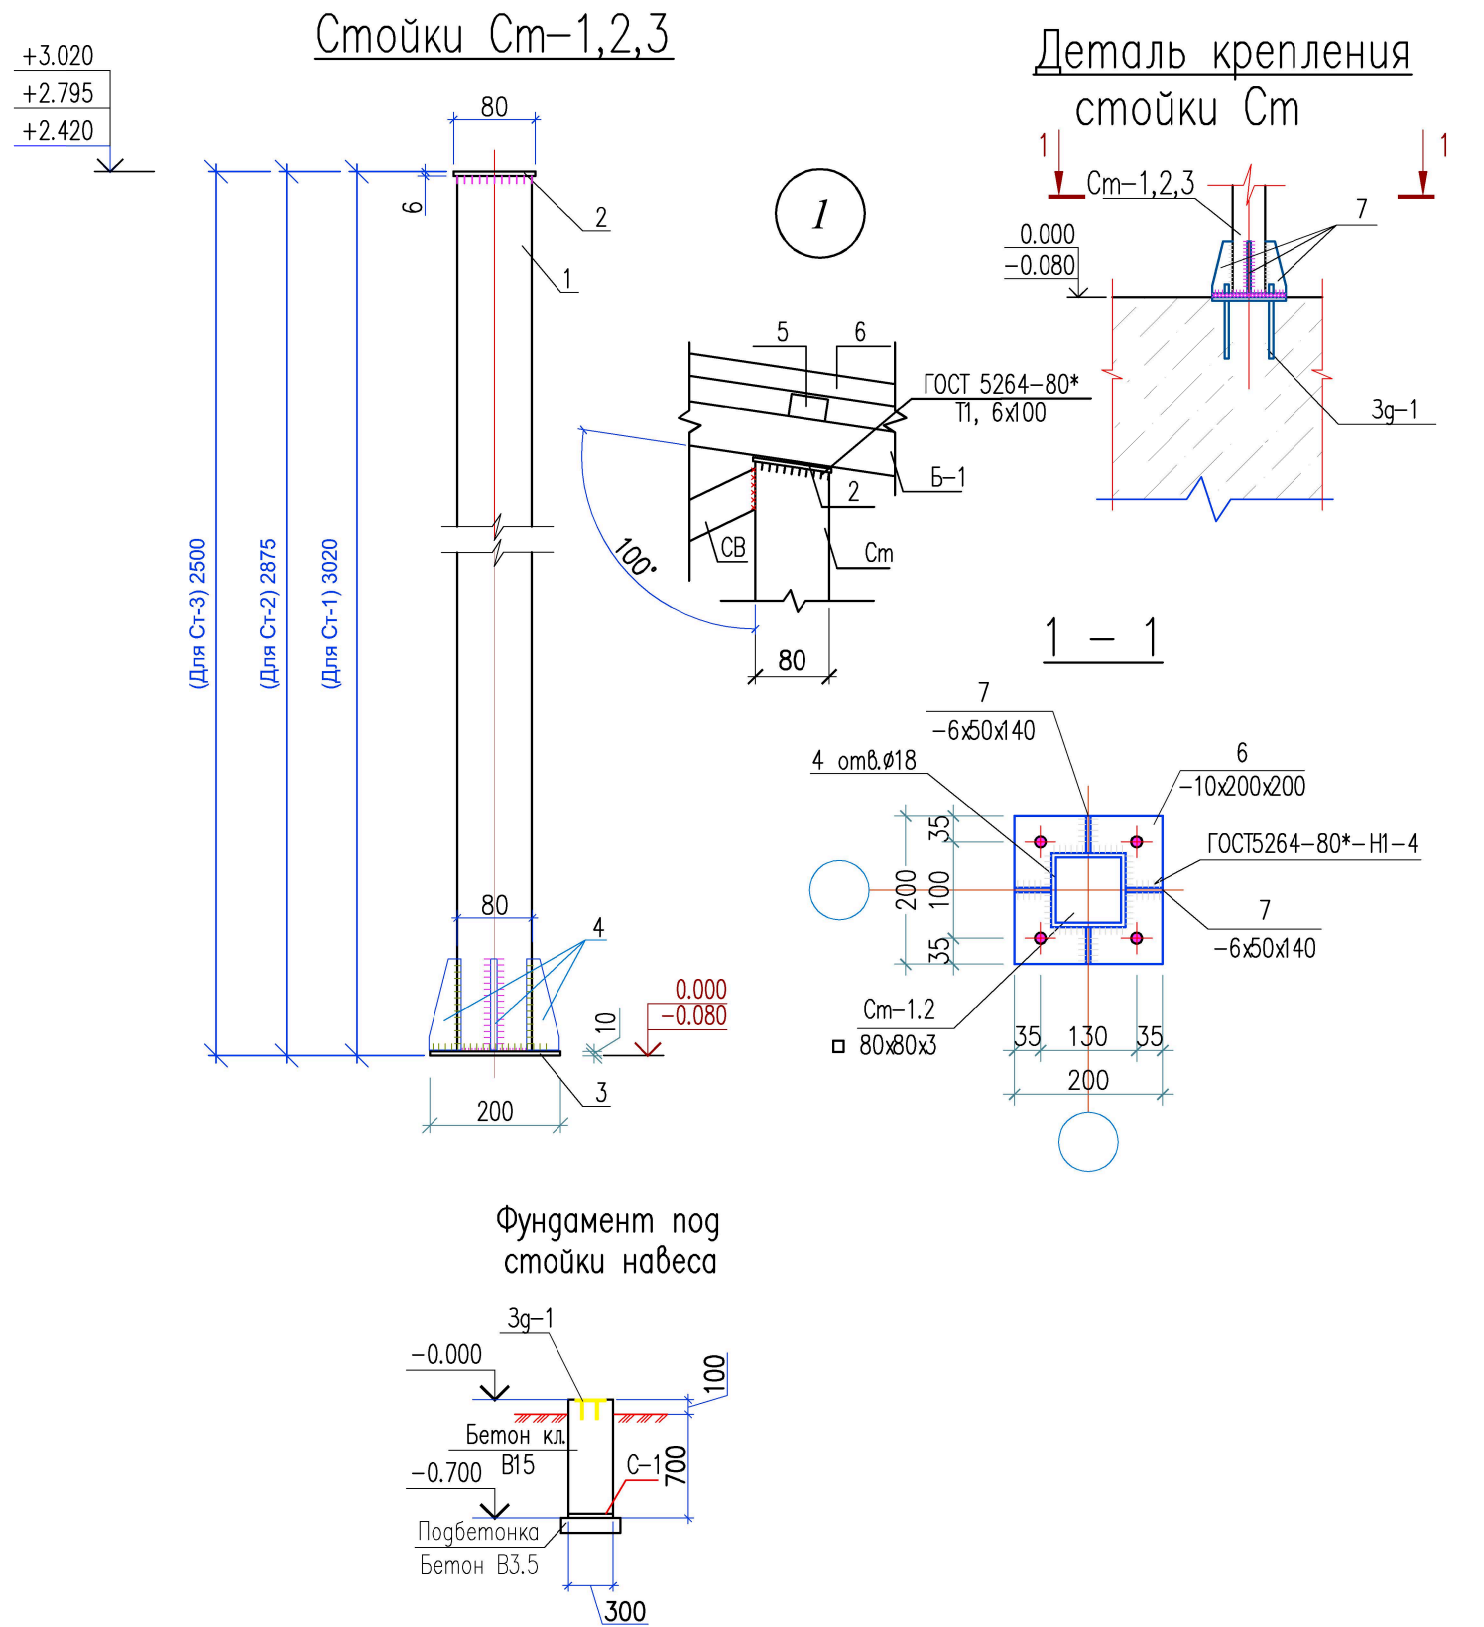 Стойки Ст-1,2,3
+3.020
+2.795
+2.420
80
6
2
1
(Для Ст-3) 2500
(Для Ст-2) 2875
(Для Ст-1) 3020
80
4
0.000
-0.080
10
3
200
1
5
6
ГОСТ 5264-80*
Т1, 6х100
Б-1
2
СВ
Ст
100°
80
Деталь крепления
стойки Ст
1
1
Ст-1,2,3
7
0.000
-0.080
Зд-1
1 - 1
7
-6х50х140
4 отв.ø18
6
-10х200х200
ГОСТ5264-80*-Н1-4
35
200
100
35
7
-6х50х140
Ст-1.2
80х80х3
35
130
35
200
Фундамент под
стойки навеса
Зд-1
-0.000
100
Бетон кл.
В15
С-1
700
-0.700
Подбетонка
Бетон В3.5
300